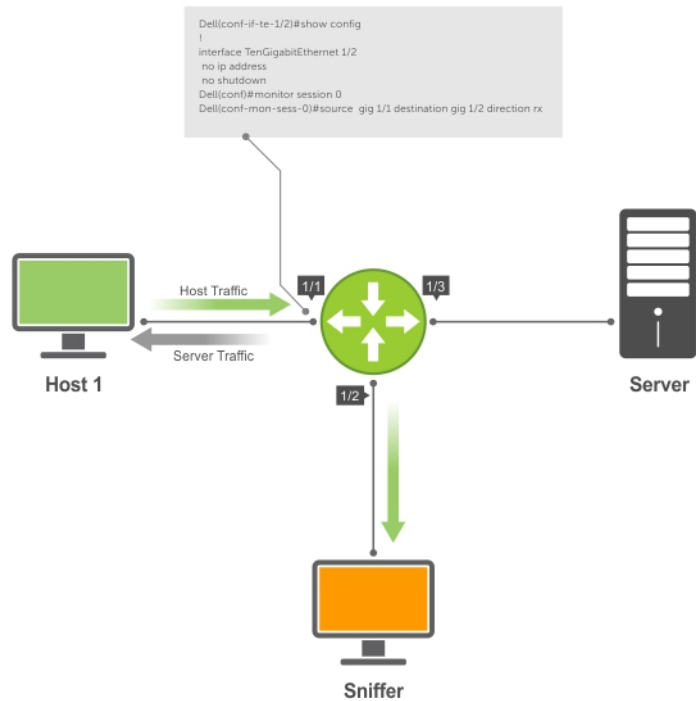 Dell(conf-if-te-1/2)#show config
!
interface TenGigabitEthernet 1/2
no ip address
no shutdown
Dell(conf)#monitor session 0
Dell(conf-mon-sess-0)#source gig 1/1 destination gig 1/2 direction rx
Host Traffic
1/1
1/3
Server Traffic
Host 1
Server
1/2
Sniffer